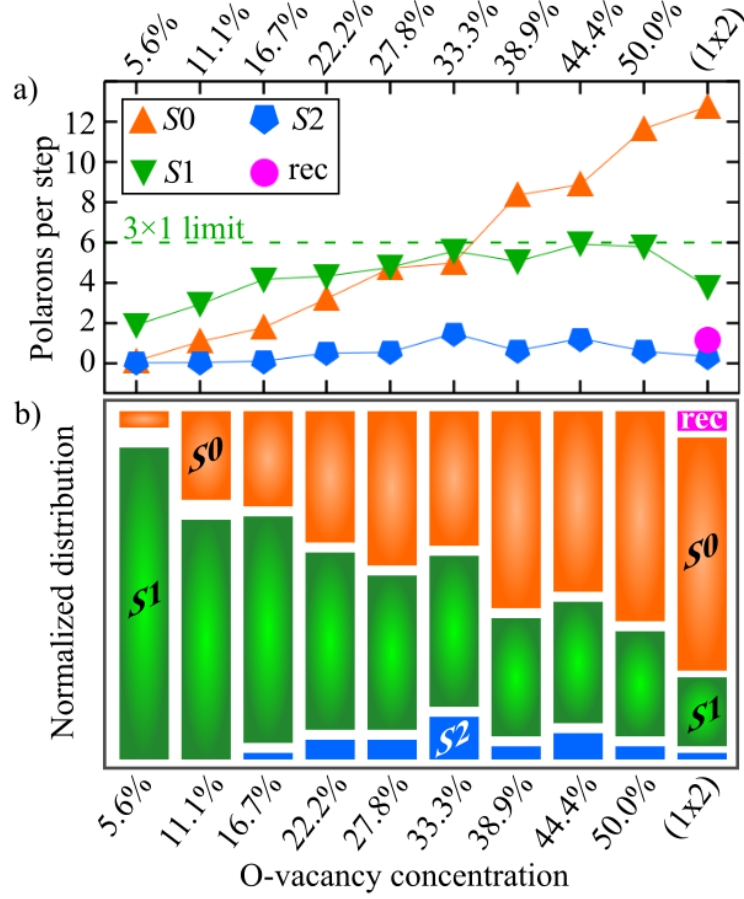 5.6% 11.1% 16.7% 22.2% 27.8% 33.3% 38.9% 44.4% 50.0% (1x2)
a)
S0 S2
S1 rec
3×1 limit
12
10
8
6
4
2
0
Polarons per step
b)
rec
S0
S0
S1
S1
S2
Normalized distribution
5.6% 11.1% 16.7% 22.2% 27.8% 33.3% 38.9% 44.4% 50.0% (1x2)
O-vacancy concentration